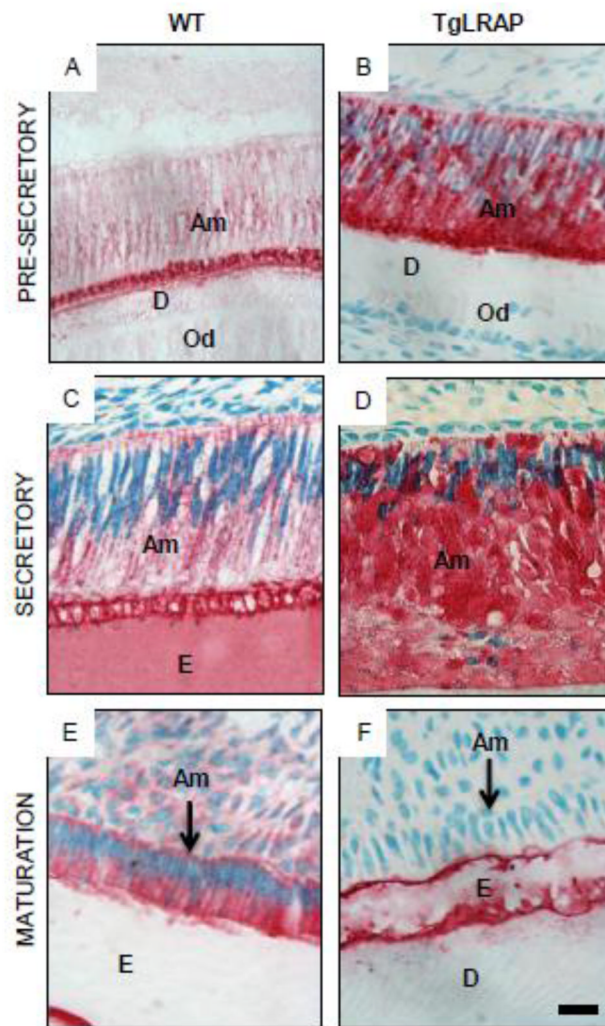 WT
TgLRAP
PRE-SECRETORY
A
Am
D
Od
B
Am
D
Od
SECRETORY
C
Am
E
D
Am
MATURATION
E
Am
E
F
Am
E
D